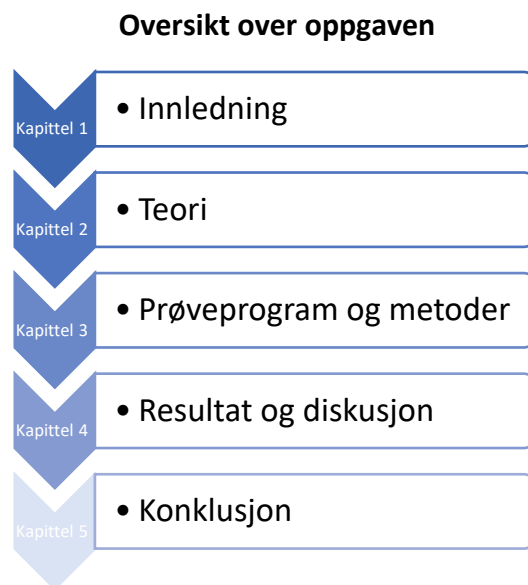 Oversikt over oppgaven
Kapittel 1
• Innledning
Kapittel 2
• Teori
Kapittel 3
• Prøveprogram og metoder
Kapittel 4
• Resultat og diskusjon
Kapittel 5
• Konklusjon